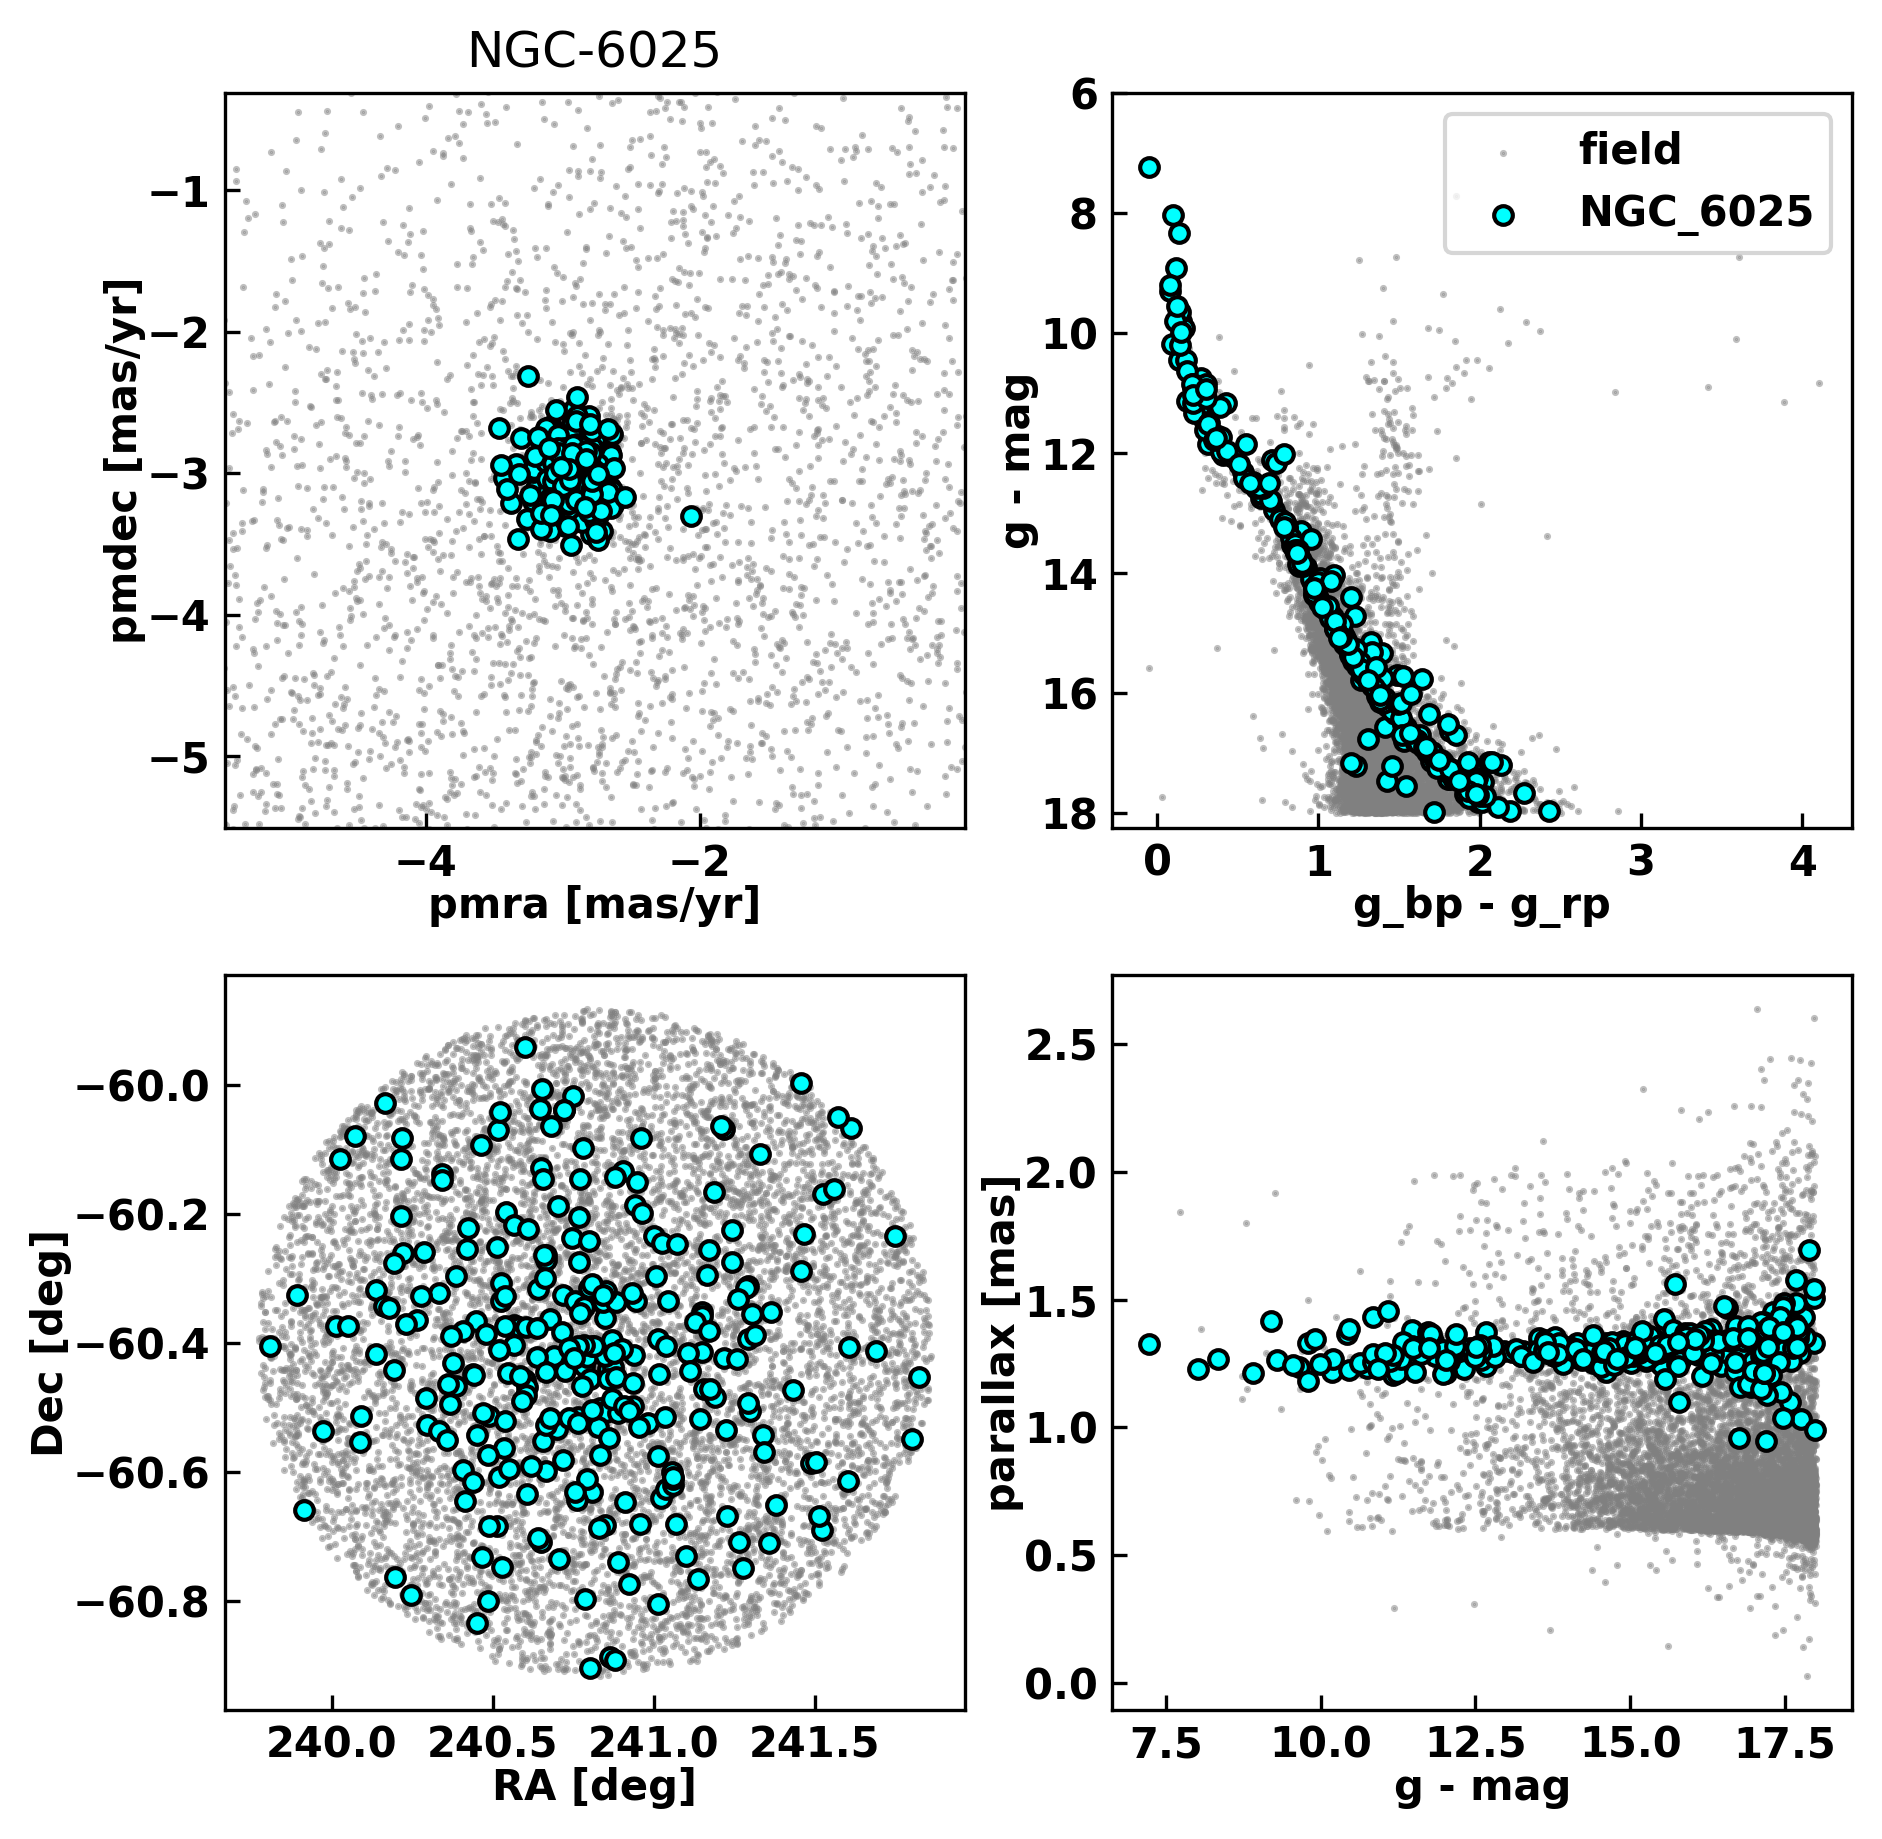 NGC-6025
−1
−2
−3
−4
−5
pmdec [mas/yr]
−4 −2
pmra [mas/yr]
6
8
10
12
14
16
18
g - mag
field
NGC_6025
0 1 2 3 4
g_bp - g_rp
−60.0
−60.2
−60.4
−60.6
−60.8
Dec [deg]
240.0 240.5 241.0 241.5
RA [deg]
2.5
2.0
1.5
1.0
0.5
0.0
parallax [mas]
7.5 10.0 12.5 15.0 17.5
g - mag